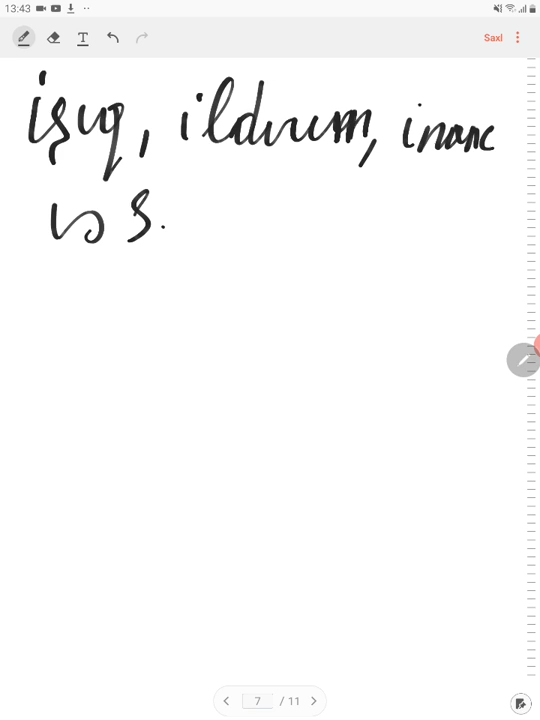 13:43
T Saxl
işıq, ildırım, inanc
və s.
7 / 11